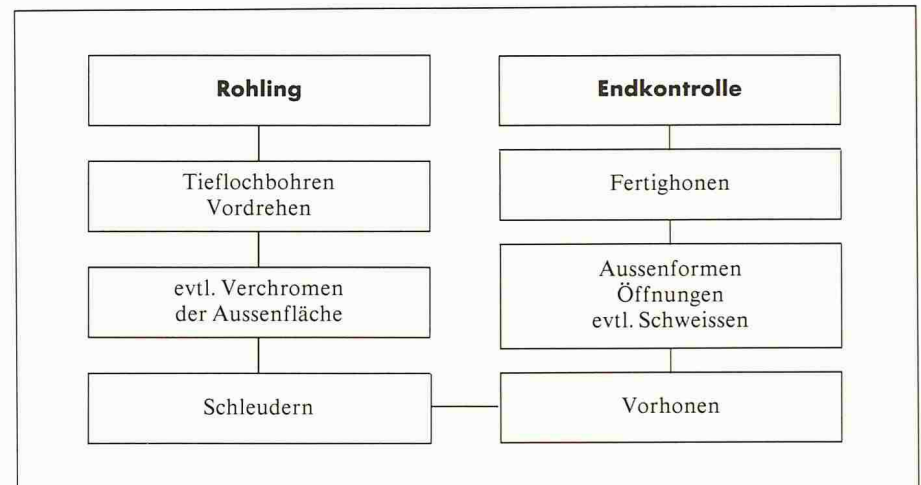 Rohling
Tieflochbohren
Vordrehen
evtl. Verchromen
der Aussenfläche
Schleudern
Endkontrolle
Fertighonen
Aussenformen
Öffnungen
evtl. Schweissen
Vorhonen